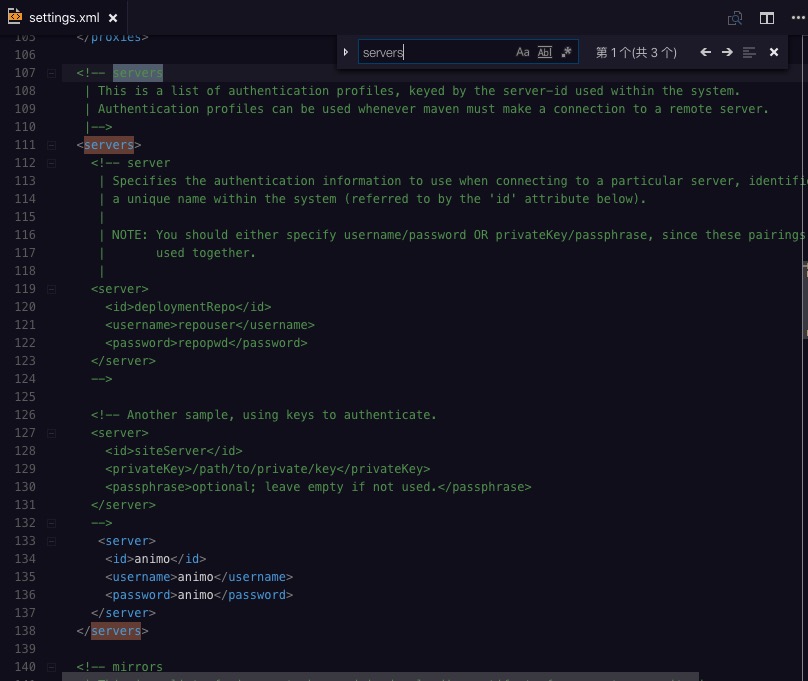 settings.xml
servers
Aa Abl .* 第 1 个(共 3 个)
105 </proxies>
106
107 <!-- servers
108 | This is a list of authentication profiles, keyed by the server-id used within the system.
109 | Authentication profiles can be used whenever maven must make a connection to a remote server.
110 |-->
111 <servers>
112 <!-- server
113 | Specifies the authentication information to use when connecting to a particular server, identifi
114 | a unique name within the system (referred to by the 'id' attribute below).
115 |
116 | NOTE: You should either specify username/password OR privateKey/passphrase, since these pairings
117 | used together.
118 |
119 <server>
120 <id>deploymentRepo</id>
121 <username>repouser</username>
122 <password>repopwd</password>
123 </server>
124 -->
125
126 <!-- Another sample, using keys to authenticate.
127 <server>
128 <id>siteServer</id>
129 <privateKey>/path/to/private/key</privateKey>
130 <passphrase>optional; leave empty if not used.</passphrase>
131 </server>
132 -->
133 <server>
134 <id>animo</id>
135 <username>animo</username>
136 <password>animo</password>
137 </server>
138 </servers>
139
140 <!-- mirrors